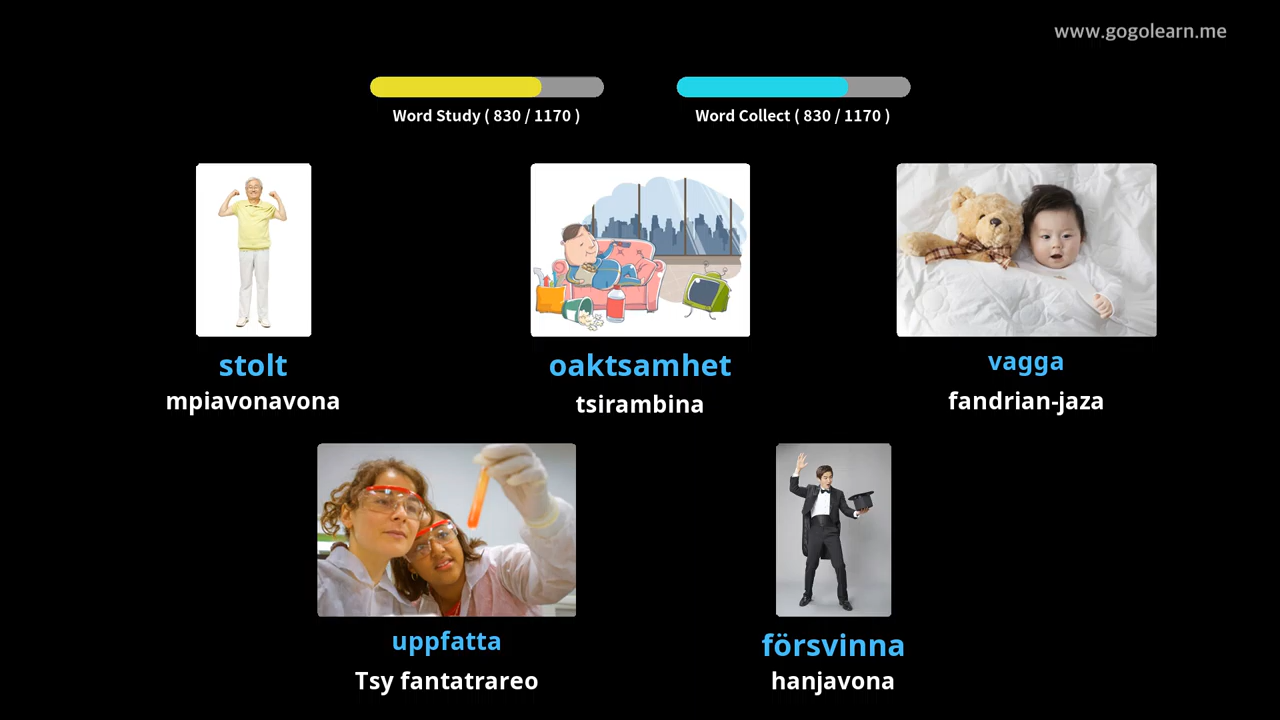 www.gogolearn.me
Word Study ( 830 / 1170 )
Word Collect ( 830 / 1170 )
stolt
mpiavonavona
oaktsamhet
tsirambina
vagga
fandrian-jaza
uppfatta
Tsy fantatrareo
försvinna
hanjavona